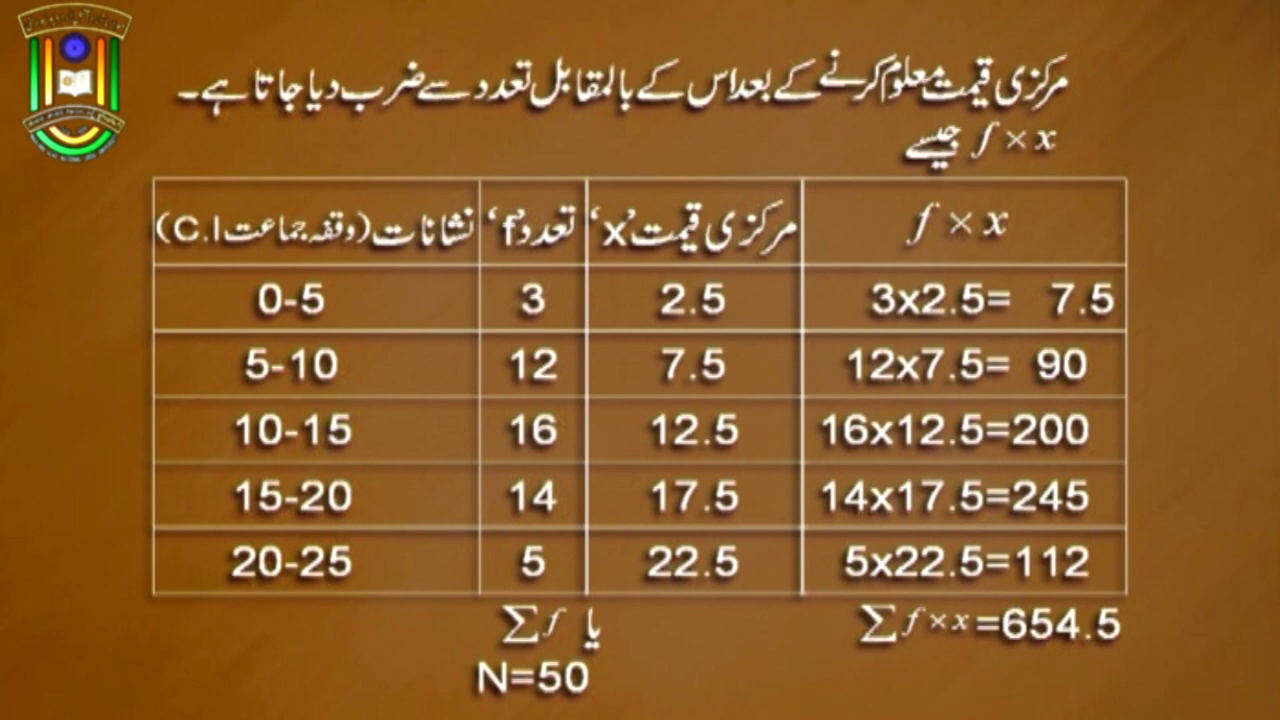 مرکزی قیمت معلوم کرنے کے بعد اس کے بالمقابل تعدد سے ضرب دیا جاتا ہے۔
جیسے f × x
نشانات (وقفہ جماعت C.I) تعدد 'f' مرکزی قیمت 'x' f × x
0-5 3 2.5 3x2.5= 7.5
5-10 12 7.5 12x7.5= 90
10-15 16 12.5 16x12.5=200
15-20 14 17.5 14x17.5=245
20-25 5 22.5 5x22.5=112
∑f یا ∑f×x=654.5
N=50